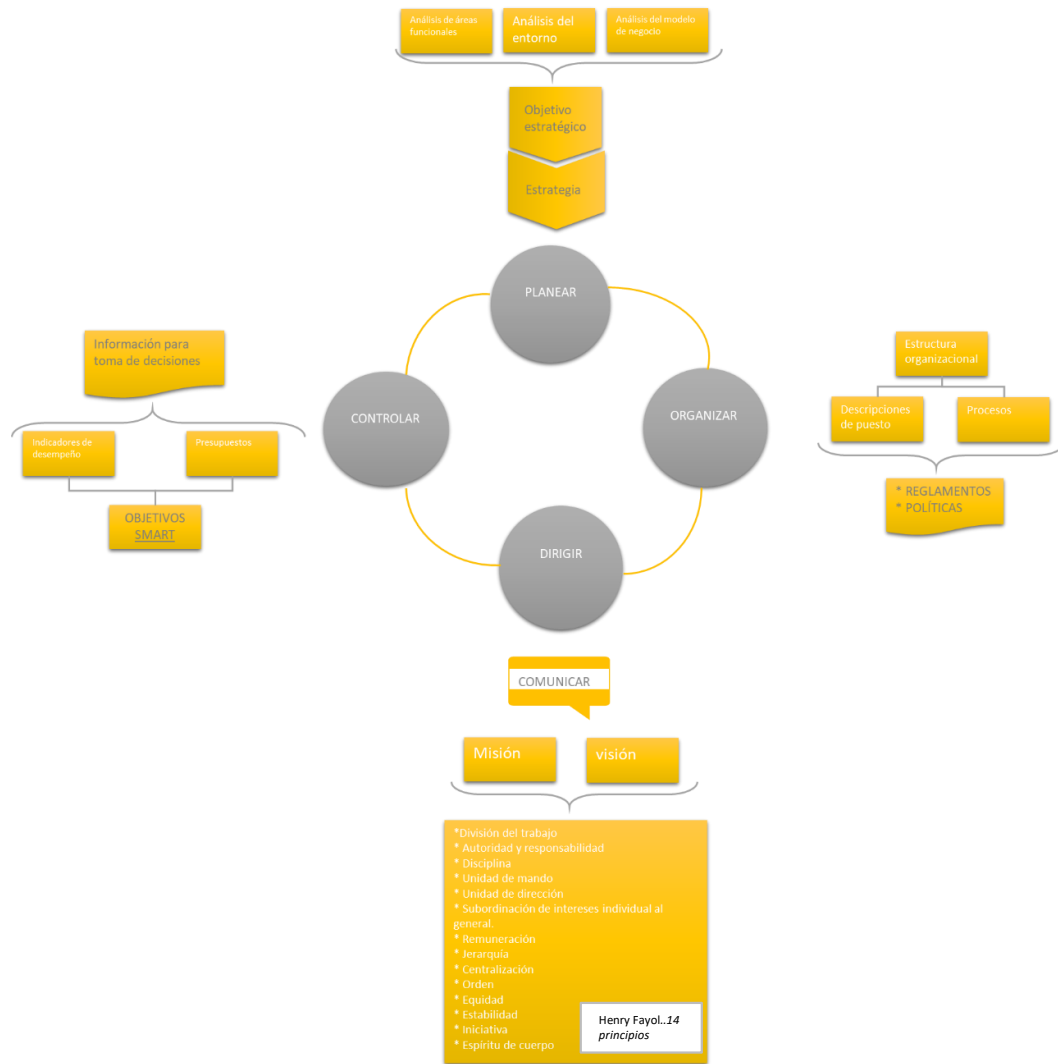 Análisis de áreas
funcionales
Análisis del
entorno
Análisis del modelo
de negocio
Objetivo
estratégico
Estrategia
PLANEAR
Información para
toma de decisiones
Indicadores de
desempeño
Presupuestos
OBJETIVOS
SMART
CONTROLAR
ORGANIZAR
Estructura
organizacional
Descripciones
de puesto
Procesos
* REGLAMENTOS
* POLÍTICAS
DIRIGIR
COMUNICAR
Misión
visión
*División del trabajo
* Autoridad y responsabilidad
* Disciplina
* Unidad de mando
* Unidad de dirección
* Subordinación de intereses individual al
general.
* Remuneración
* Jerarquía
* Centralización
* Orden
* Equidad
* Estabilidad
* Iniciativa
* Espíritu de cuerpo
Henry Fayol..14
principios